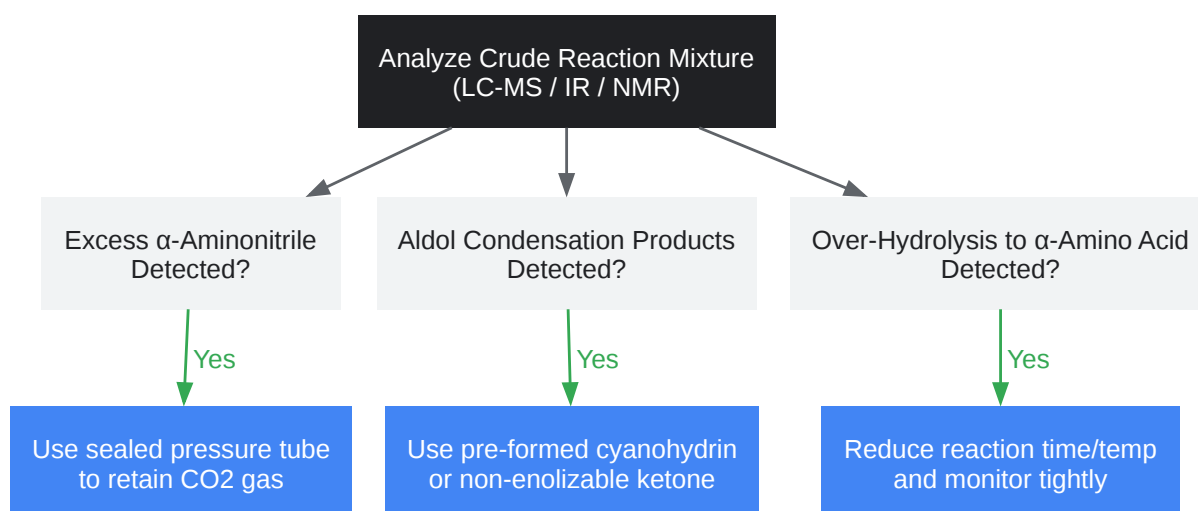 Analyze Crude Reaction Mixture
(LC-MS / IR / NMR)
Excess α-Aminonitrile
Detected?
Aldol Condensation Products
Detected?
Over-Hydrolysis to α-Amino Acid
Detected?
Yes
Yes
Yes
Use sealed pressure tube
to retain CO2 gas
Use pre-formed cyanohydrin
or non-enolizable ketone
Reduce reaction time/temp
and monitor tightly